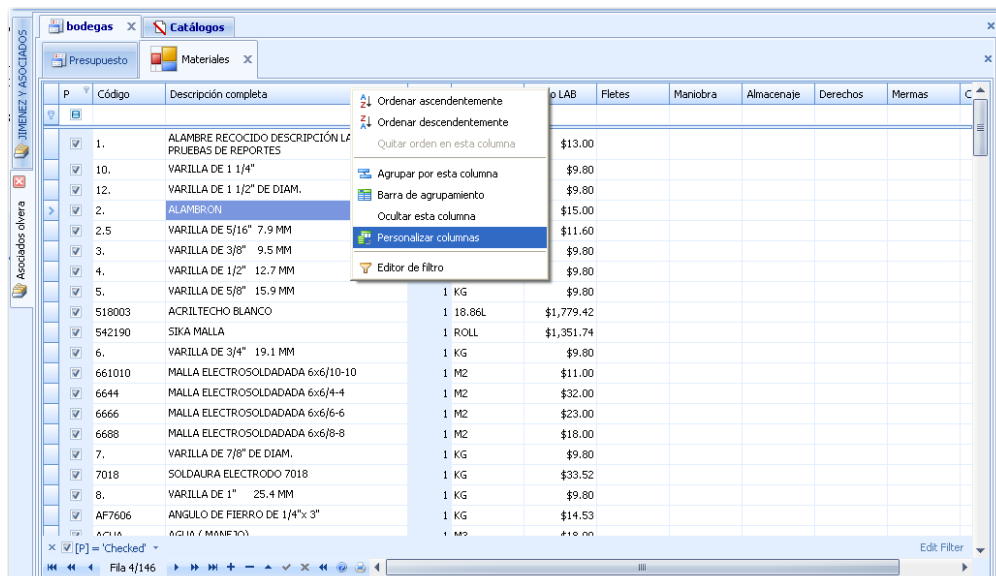 bodegas X Catálogos x
Presupuesto Materiales X x
JIMENEZ Y ASOCIADOS
Asociados olvera
P Código Descripción completa o LAB Fletes Maniobra Almacenaje Derechos Mermas C
1. ALAMBRE RECOCIDO DESCRIPCIÓN LA
PRUEBAS DE REPORTES $13.00
10. VARILLA DE 1 1/4" $9.80
12. VARILLA DE 1 1/2" DE DIAM. $9.80
2. ALAMBRON $15.00
2.5 VARILLA DE 5/16" 7.9 MM $11.60
3. VARILLA DE 3/8" 9.5 MM $9.80
4. VARILLA DE 1/2" 12.7 MM $9.80
5. VARILLA DE 5/8" 15.9 MM 1 KG $9.80
518003 ACRILTECHO BLANCO 1 18.86L $1,779.42
542190 SIKA MALLA 1 ROLL $1,351.74
6. VARILLA DE 3/4" 19.1 MM 1 KG $9.80
661010 MALLA ELECTROSOLDADADA 6x6/10-10 1 M2 $11.00
6644 MALLA ELECTROSOLDADADA 6x6/4-4 1 M2 $32.00
6666 MALLA ELECTROSOLDADADA 6x6/6-6 1 M2 $23.00
6688 MALLA ELECTROSOLDADADA 6x6/8-8 1 M2 $18.00
7. VARILLA DE 7/8" DE DIAM. 1 KG $9.80
7018 SOLDAURA ELECTRODO 7018 1 KG $33.52
8. VARILLA DE 1" 25.4 MM 1 KG $9.80
AF7606 ANGULO DE FIERRO DE 1/4"x 3" 1 KG $14.53
AGUA AGUA ( MANEJO) 1 M3 $18.00
Ordenar ascendentemente
Ordenar descendentemente
Quitar orden en esta columna
Agrupar por esta columna
Barra de agrupamiento
Ocultar esta columna
Personalizar columnas
Editor de filtro
[P] = 'Checked' Edit Filter
Fila 4/146